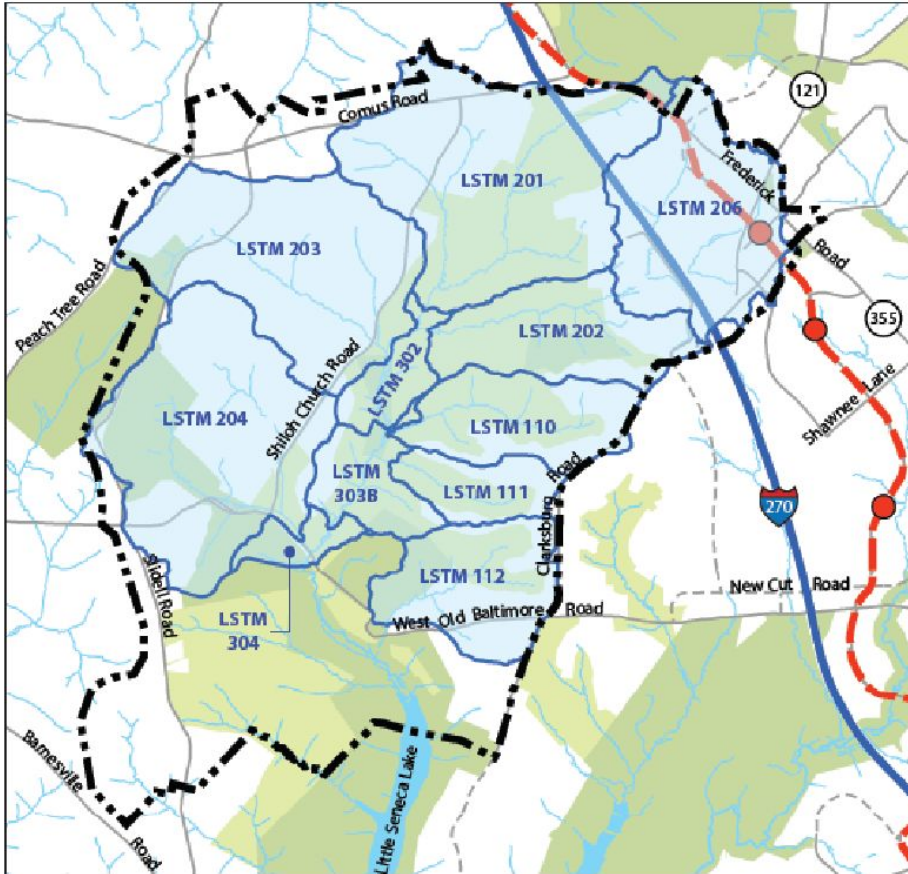 121
Comus Road
Frederick
Road
LSTM 201
LSTM 206
LSTM 203
Peach Tree Road
355
LSTM 202
LSTM 302
Shiloh Church Road
Shawnee Lane
LSTM 204
LSTM 110
LSTM
303B
LSTM 111
Clarksburg Road
270
LSTM 112
Slidell Road
New Cut Road
West Old Baltimore Road
LSTM
304
Barnesville
Road
Little Seneca Lake